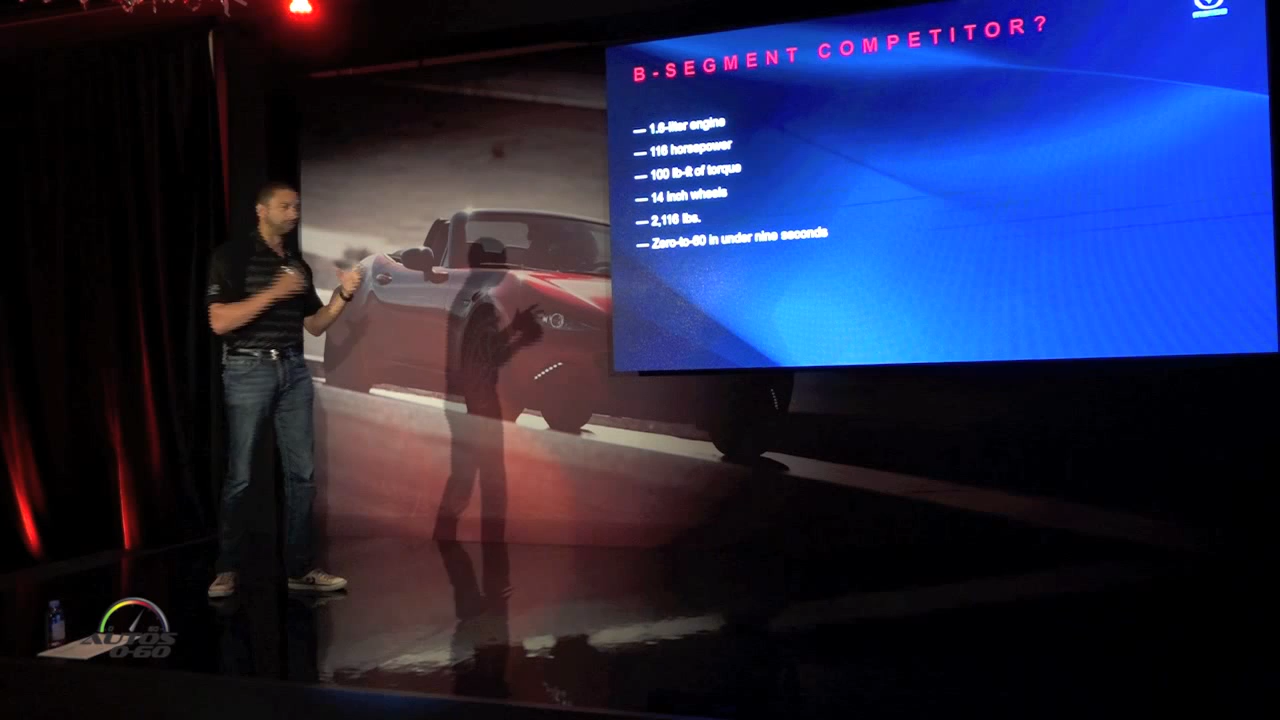 B-SEGMENT COMPETITOR?
— 1.6-liter engine
— 116 horsepower
— 100 lb-ft of torque
— 14 inch wheels
— 2,116 lbs.
— Zero-to-60 in under nine seconds
AUTOS
0-60